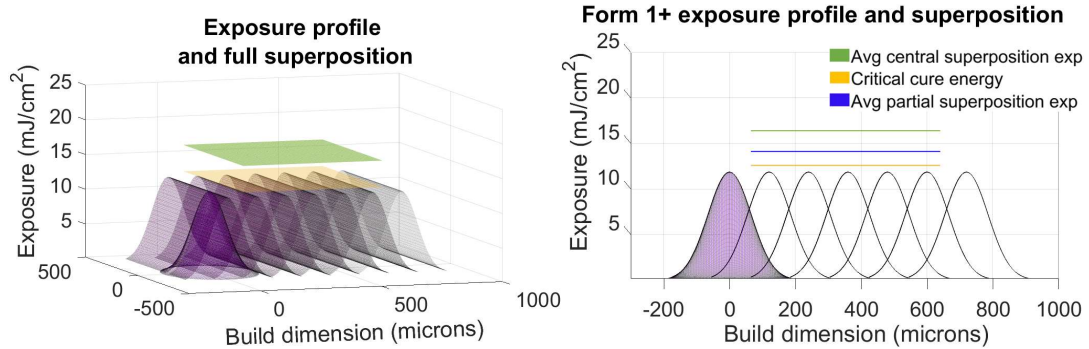 Exposure profile
and full superposition
25
20
15
10
5
Exposure (mJ/cm²)
500
0
-500
0
500
1000
Build dimension (microns)
Form 1+ exposure profile and superposition
25
20
15
10
5
Exposure (mJ/cm²)
Avg central superposition exp
Critical cure energy
Avg partial superposition exp
-200
0
200
400
600
800
1000
Build dimension (microns)